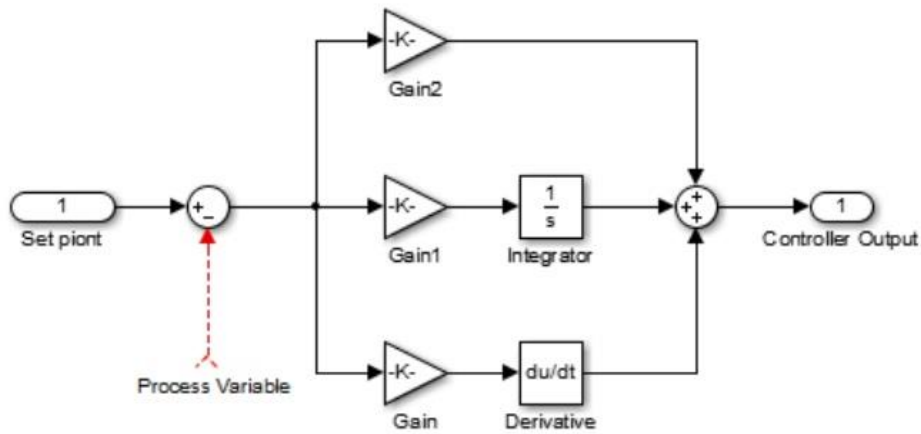 -K-
Gain2
1
Set piont
+
−
-K-
Gain1
1
s
Integrator
+
+
+
1
Controller Output
Process Variable
-K-
Gain
du/dt
Derivative